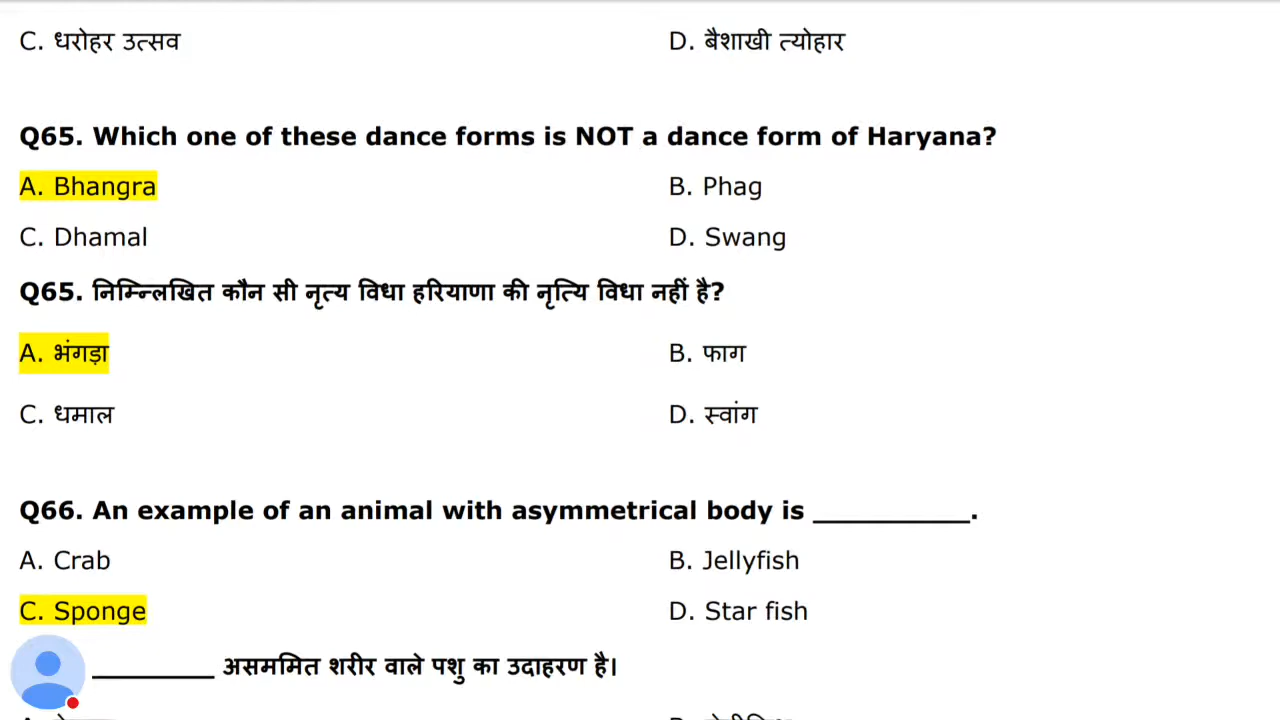 C. धरोहर उत्सव D. बैशाखी त्योहार
Q65. Which one of these dance forms is NOT a dance form of Haryana?
A. Bhangra B. Phag
C. Dhamal D. Swang
Q65. निम्न्लिखित कौन सी नृत्य विधा हरियाणा की नृत्यि विधा नहीं है?
A. भंगड़ा B. फाग
C. धमाल D. स्वांग
Q66. An example of an animal with asymmetrical body is __________.
A. Crab B. Jellyfish
C. Sponge D. Star fish
__________ असममित शरीर वाले पशु का उदाहरण है।